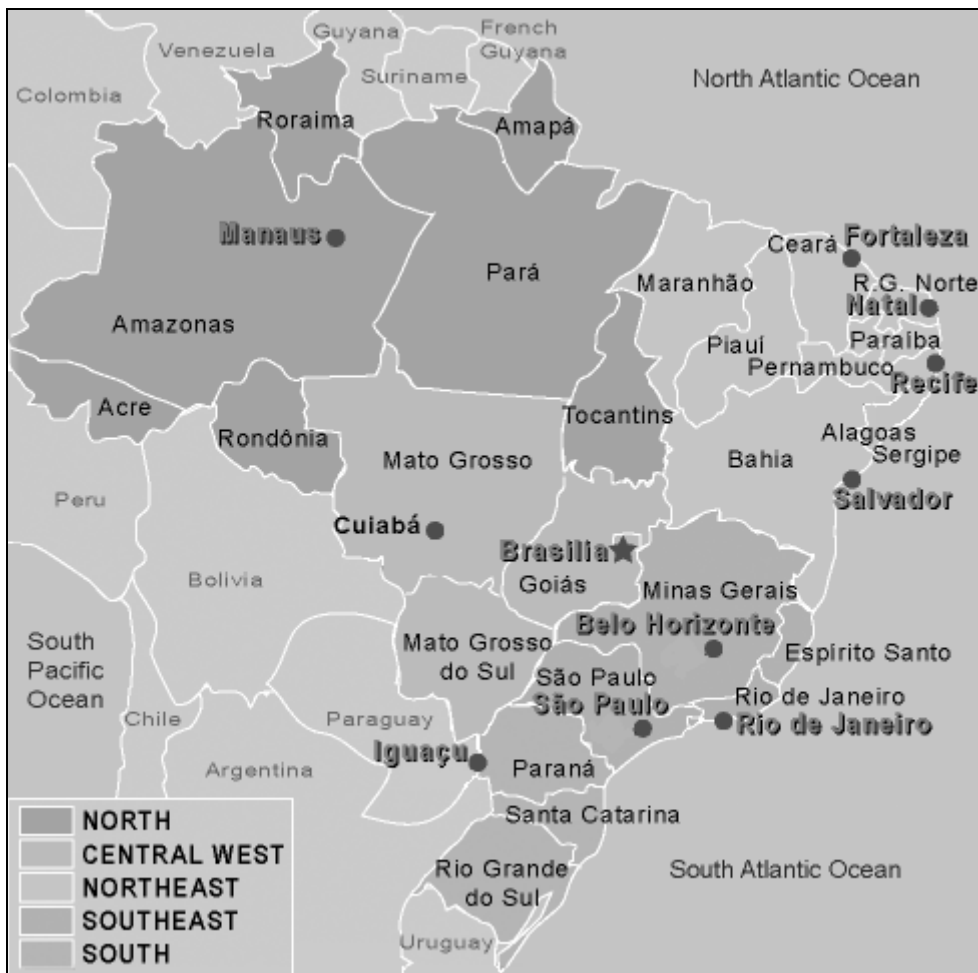 Guyana
French
Guyana
Venezuela
Suriname
North Atlantic Ocean
Colombia
Roraima
Amapá
Manaus
Ceará
Fortaleza
Pará
Maranhão
R.G. Norte
Natal
Amazonas
Piauí
Paraíba
Pernambuco
Recife
Acre
Rondônia
Tocantins
Alagoas
Mato Grosso
Bahia
Sergipe
Peru
Salvador
Cuiabá
Brasilia
Bolivia
Goiás
Minas Gerais
Belo Horizonte
South
Pacific
Ocean
Mato Grosso
do Sul
Espírito Santo
São Paulo
Rio de Janeiro
São Paulo
Rio de Janeiro
Chile
Paraguay
Iguaçu
Argentina
Paraná
Santa Catarina
Rio Grande
do Sul
South Atlantic Ocean
Uruguay
NORTH
CENTRAL WEST
NORTHEAST
SOUTHEAST
SOUTH